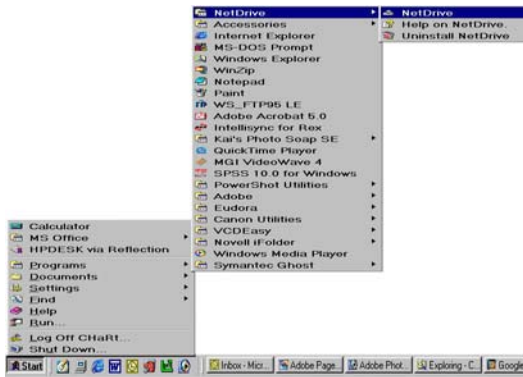 NetDrive
Accessories
Internet Explorer
MS-DOS Prompt
Windows Explorer
WinZip
Notepad
Paint
WS_FTP95 LE
Adobe Acrobat 5.0
Intellisync for Rex
Kai's Photo Soap SE
QuickTime Player
MGI VideoWave 4
SPSS 10.0 for Windows
PowerShot Utilities
Adobe
Eudora
Canon Utilities
VCDEasy
Novell iFolder
Windows Media Player
Symantec Ghost
NetDrive
Help on NetDrive.
Uninstall NetDrive
Calculator
MS Office
HPDESK via Reflection
Programs
Documents
Settings
Find
Help
Run...
Log Off CHaRt...
Shut Down...
Start
Inbox - Micr...
Adobe Page...
Adobe Phot...
Exploring - C...
Google